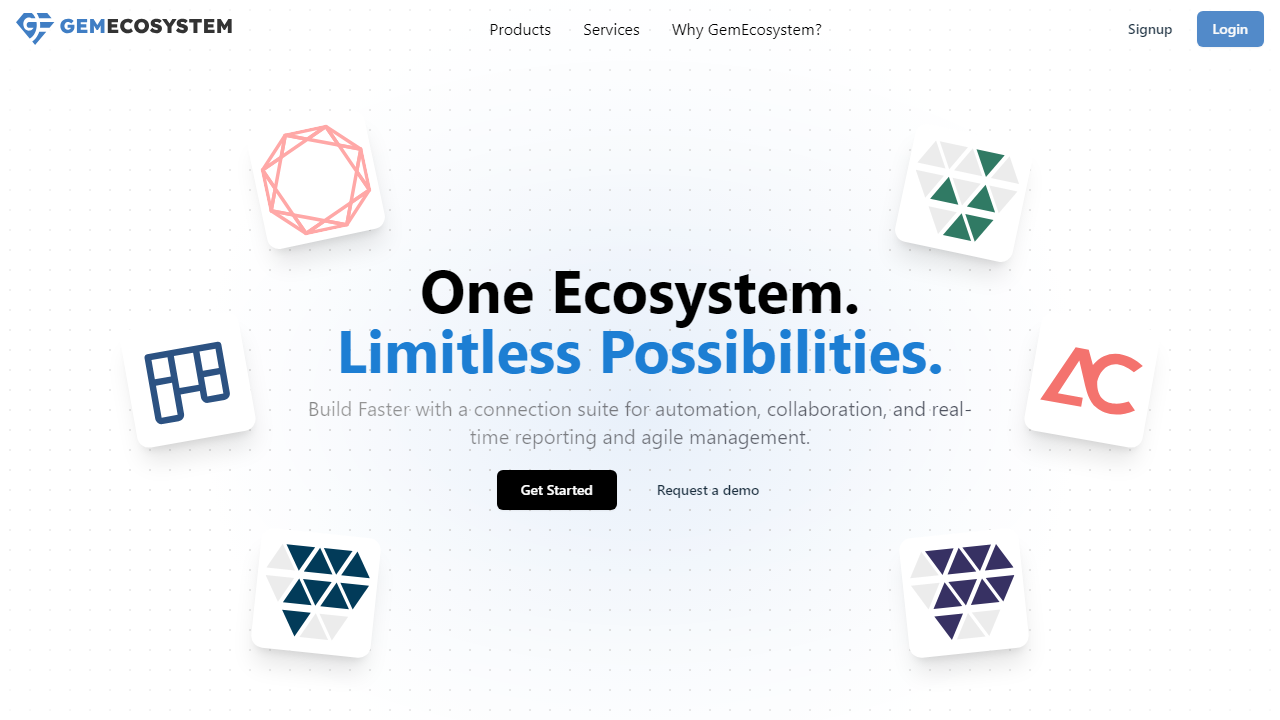 GEMECOSYSTEM
Products
Services
Why GemEcosystem?
Signup
Login
One Ecosystem.
Limitless Possibilities.
Build Faster with a connection suite for automation, collaboration, and real-
time reporting and agile management.
Get Started
Request a demo
AC